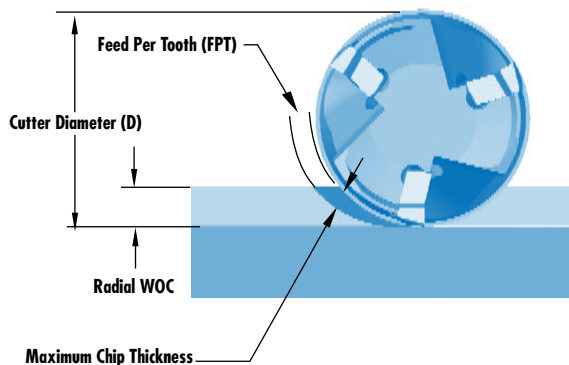 Feed Per Tooth (FPT)
Cutter Diameter (D)
Radial WOC
Maximum Chip Thickness